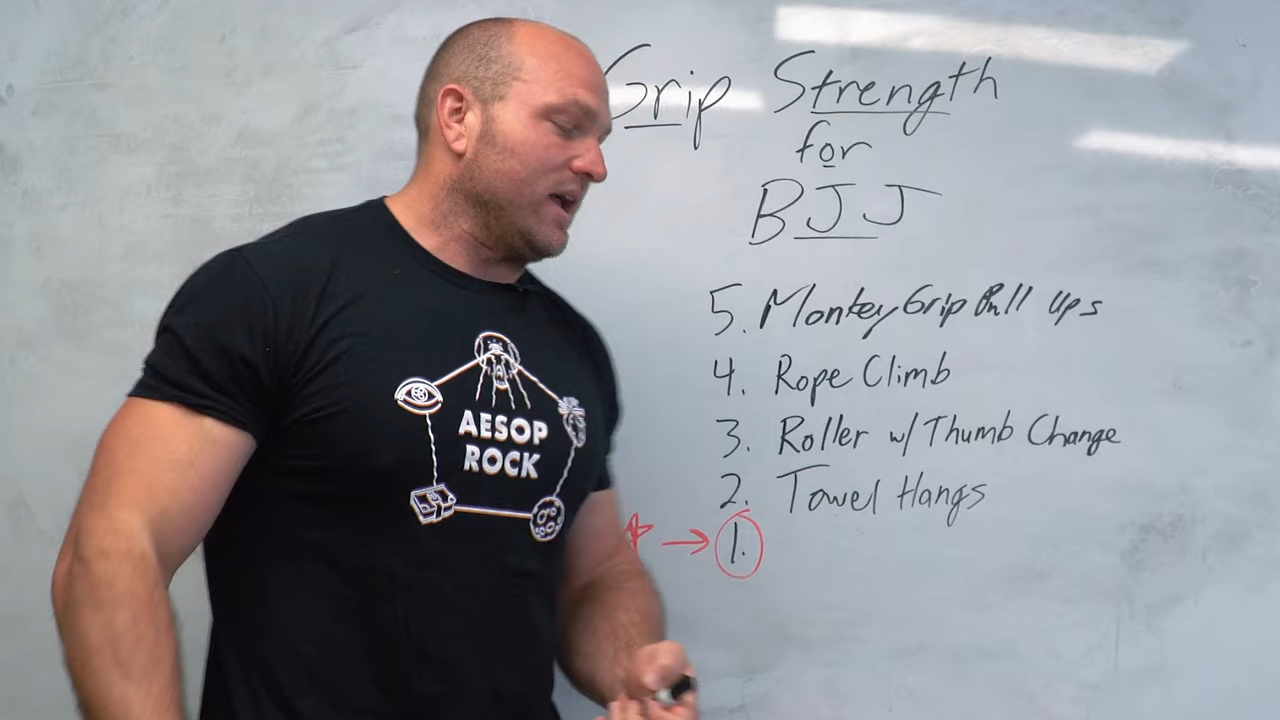 Grip Strength
for
BJJ
5. Monkey Grip Pull Ups
4. Rope Climb
3. Roller w/ Thumb Change
2. Towel Hangs
1.
AESOP
ROCK